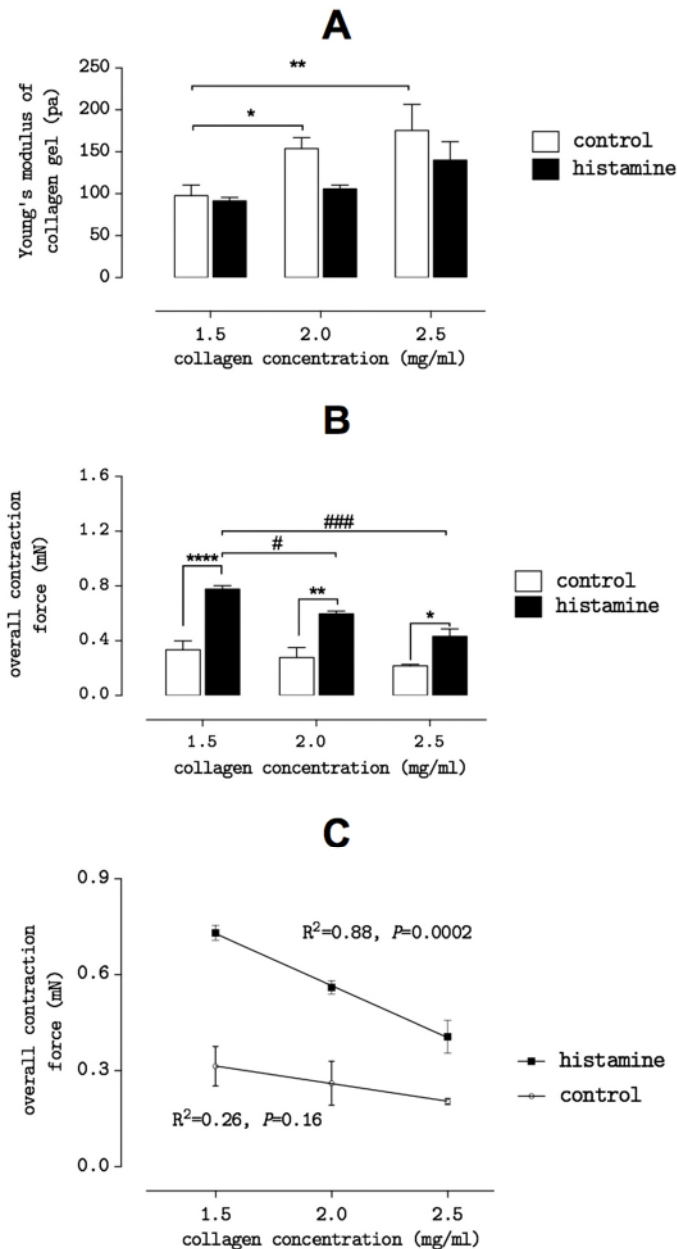 A
Young's modulus of
collagen gel (pa)
250
200
150
100
50
0
**
*
control
histamine
1.5 2.0 2.5
collagen concentration (mg/ml)
B
overall contraction
force (mN)
1.6
1.2
0.8
0.4
0.0
###
#
****
**
*
control
histamine
1.5 2.0 2.5
collagen concentration (mg/ml)
C
overall contraction
force (mN)
0.9
0.6
0.3
0.0
R²=0.88, P=0.0002
R²=0.26, P=0.16
histamine
control
1.5 2.0 2.5
collagen concentration (mg/ml)